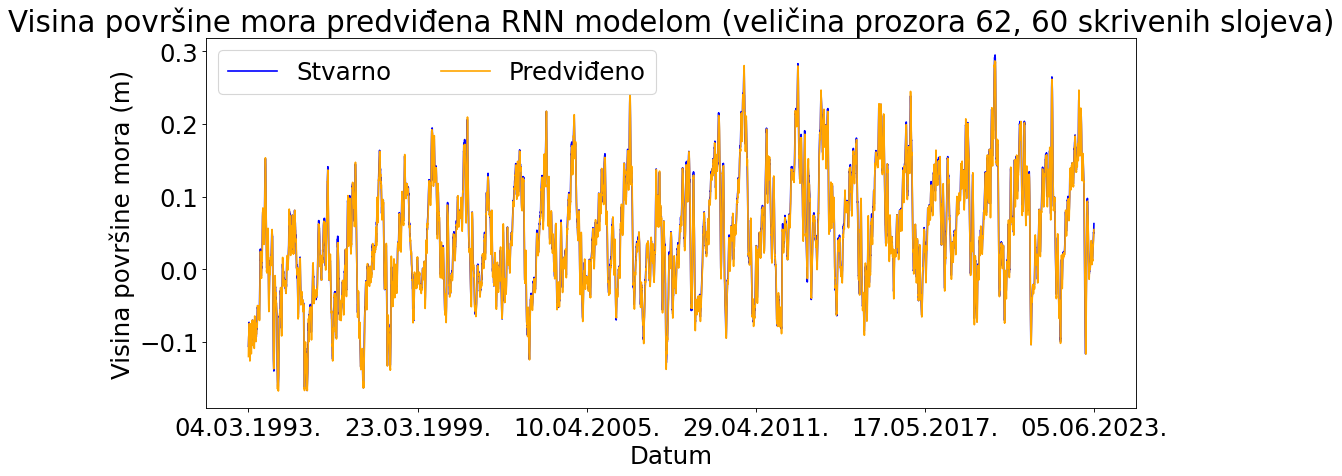 Visina površine mora predviđena RNN modelom (veličina prozora 62, 60 skrivenih slojeva)
Stvarno Predviđeno
Visina površine mora (m)
0.3
0.2
0.1
0.0
−0.1
04.03.1993. 23.03.1999. 10.04.2005. 29.04.2011. 17.05.2017. 05.06.2023.
Datum